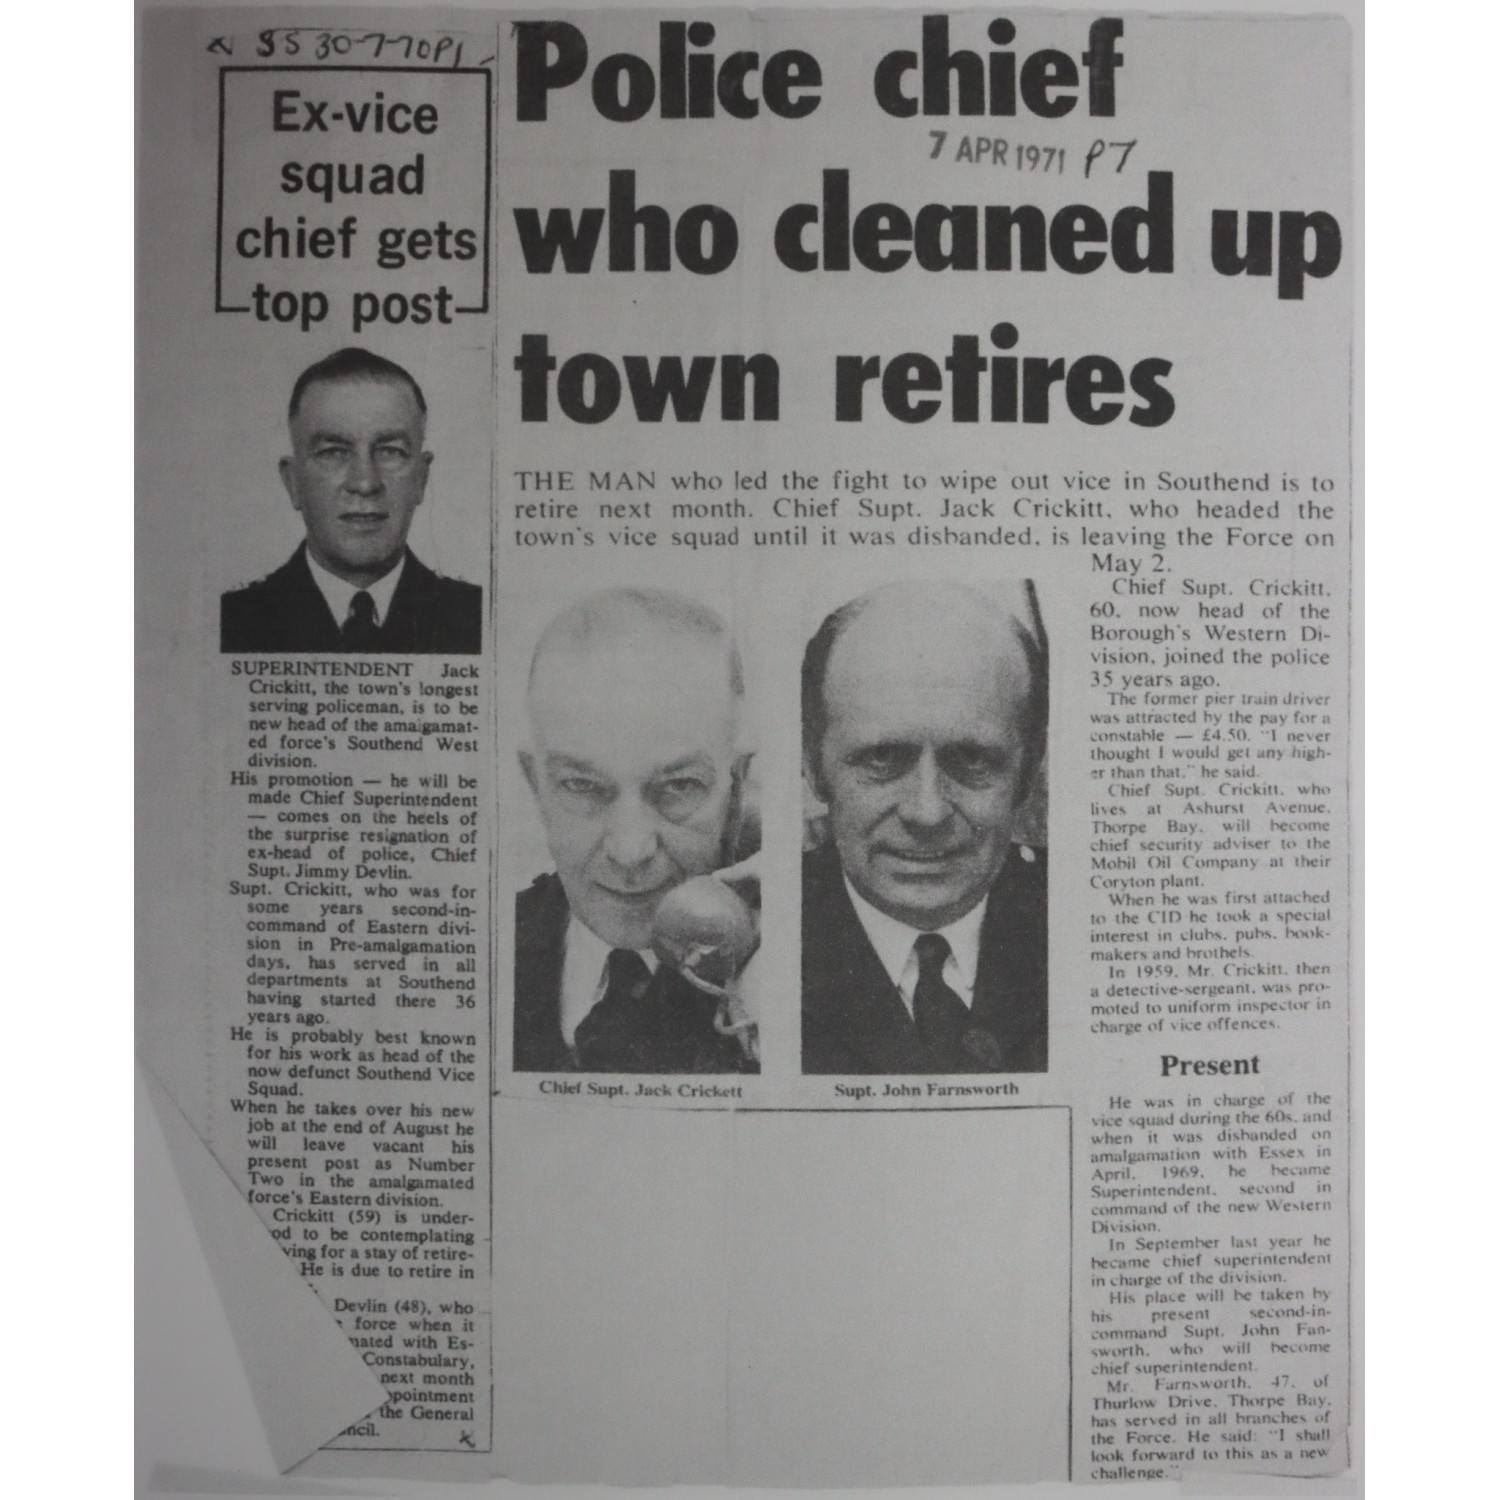 SS 30-7-70 P1
Ex-vice
squad
chief gets
top post
SUPERINTENDENT Jack
Crickitt, the town's longest
serving policeman, is to be
new head of the amalgamat-
ed force's Southend West
division.
His promotion — he will be
made Chief Superintendent
— comes on the heels of
the surprise resignation of
ex-head of police, Chief
Supt. Jimmy Devlin.
Supt. Crickitt, who was for
some years second-in-
command of Eastern divi-
sion in Pre-amalgamation
days, has served in all
departments at Southend
having started there 36
years ago.
He is probably best known
for his work as head of the
now defunct Southend Vice
Squad.
When he takes over his new
job at the end of August he
will leave vacant his
present post as Number
Two in the amalgamated
force's Eastern division.
Crickitt (59) is under-
od to be contemplating
ving for a stay of retire-
He is due to retire in
Devlin (48), who
force when it
mated with Es-
Constabulary,
next month
ppointment
the General
ncil.
Police chief
7 APR 1971 P7
who cleaned up
town retires
THE MAN who led the fight to wipe out vice in Southend is to
retire next month. Chief Supt. Jack Crickitt, who headed the
town's vice squad until it was disbanded, is leaving the Force on
May 2.
Chief Supt. Jack Crickett
Supt. John Farnsworth
Chief Supt. Crickitt,
60, now head of the
Borough's Western Di-
vision, joined the police
35 years ago.
The former pier train driver
was attracted by the pay for a
constable — £4.50. "I never
thought I would get any high-
er than that," he said.
Chief Supt. Crickitt, who
lives at Ashurst Avenue,
Thorpe Bay, will become
chief security adviser to the
Mobil Oil Company at their
Coryton plant.
When he was first attached
to the CID he took a special
interest in clubs, pubs, book-
makers and brothels.
In 1959, Mr. Crickitt, then
a detective-sergeant, was pro-
moted to uniform inspector in
charge of vice offences.
Present
He was in charge of the
vice squad during the 60s, and
when it was disbanded on
amalgamation with Essex in
April, 1969, he became
Superintendent, second in
command of the new Western
Division.
In September last year he
became chief superintendent
in charge of the division.
His place will be taken by
his present second-in-
command Supt. John Fan-
sworth, who will become
chief superintendent.
Mr. Farnsworth, 47, of
Thurlow Drive, Thorpe Bay,
has served in all branches of
the Force. He said: "I shall
look forward to this as a new
challenge."